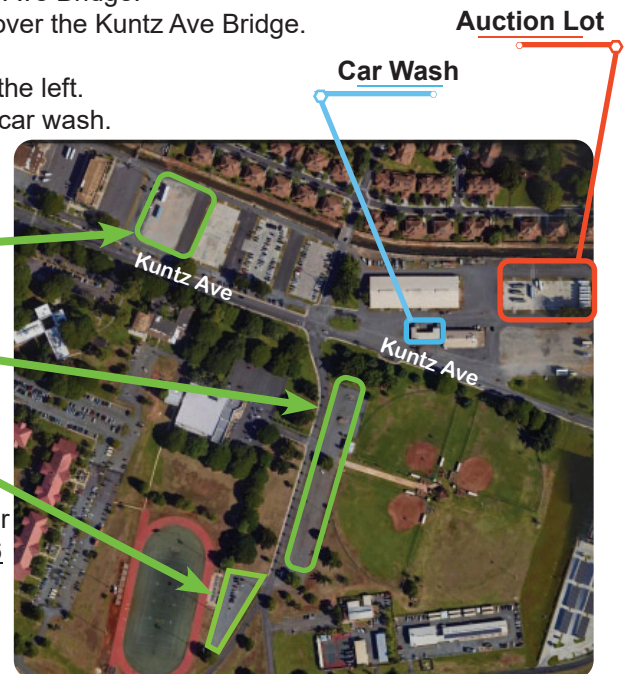 over the Kuntz Ave Bridge.
Auction Lot
the left.
Car Wash
car wash.
Kuntz Ave
Kuntz Ave